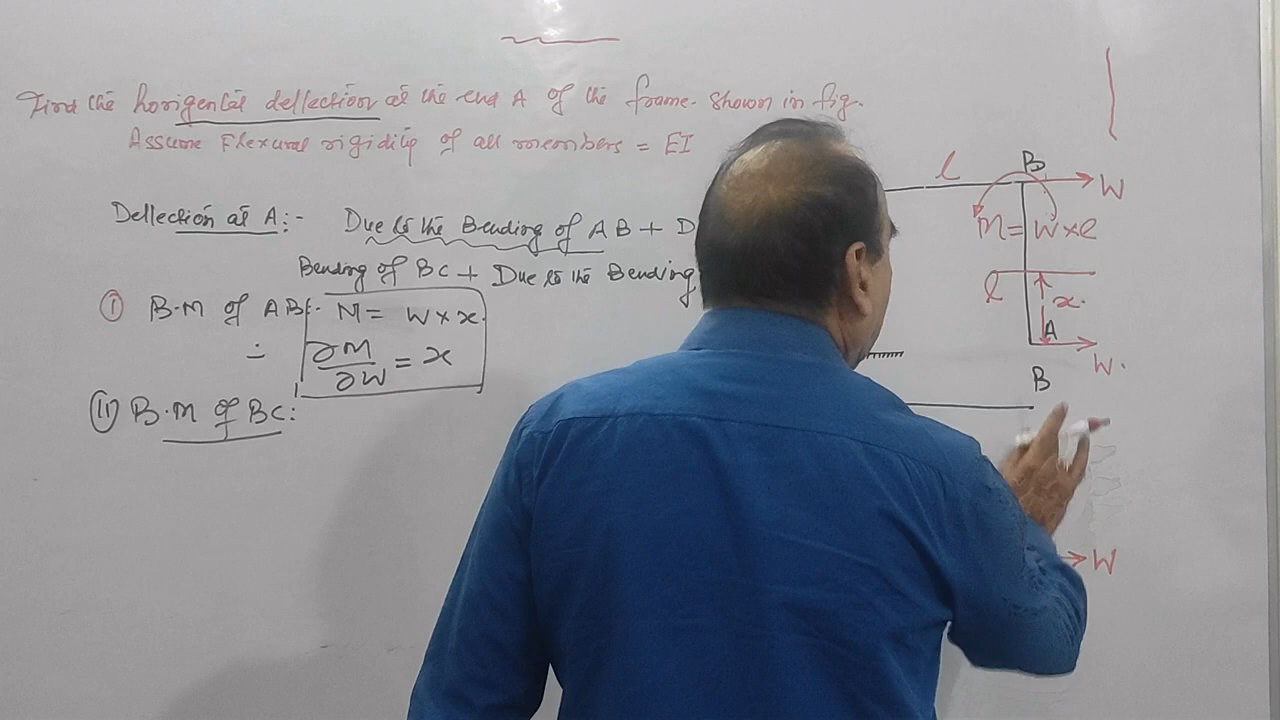 Find the horigental deflection at the end A of the frame. Shown in fig.
Assume Flexural rigidity of all members = EI
Deflection at A:- Due to the Bending of AB + D
Bending of BC + Due to the Bending
(i) B.M of AB:- M = W × x.
∴ ∂M/∂W = x
(ii) B.M of BC:
l
B
W
M = W×l
l
x.
A
W.
B
W